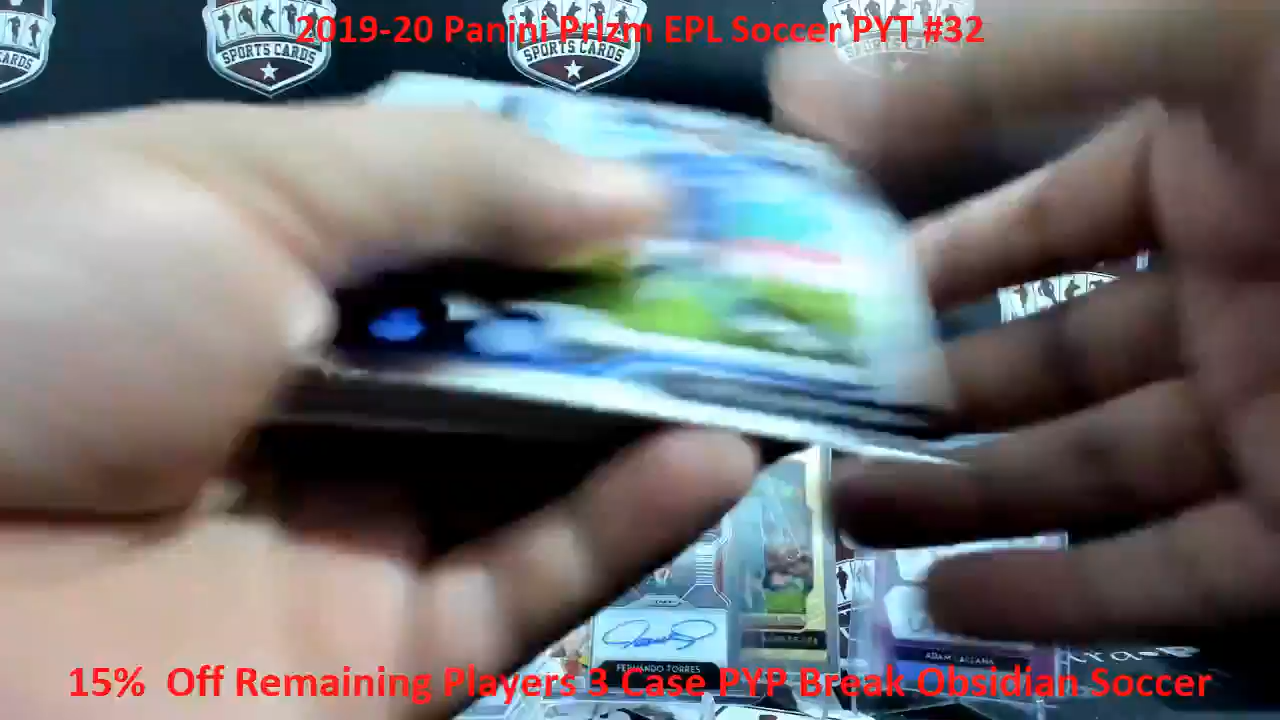 2019-20 Panini Prizm EPL Soccer PYT #32
SPORTS CARDS
SPORTS CARDS
FERNANDO TORRES
ADAM LALLANA
15% Off Remaining Players 3 Case PYP Break Obsidian Soccer